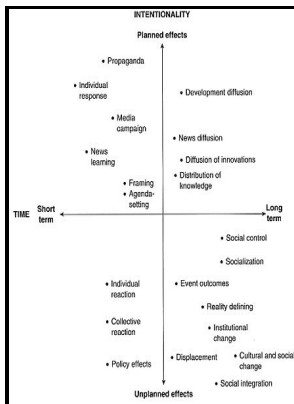 INTENTIONALITY
Planned effects
• Propaganda
• Individual
response
• Development diffusion
• Media
campaign
• News diffusion
• News
learning
• Diffusion of innovations
• Distribution of
knowledge
• Framing
• Agenda-
setting
TIME
Short
term
Long
term
• Social control
• Socialization
• Individual
reaction
• Event outcomes
• Reality defining
• Collective
reaction
• Institutional
change
• Displacement
• Cultural and social
change
• Policy effects
• Social integration
Unplanned effects